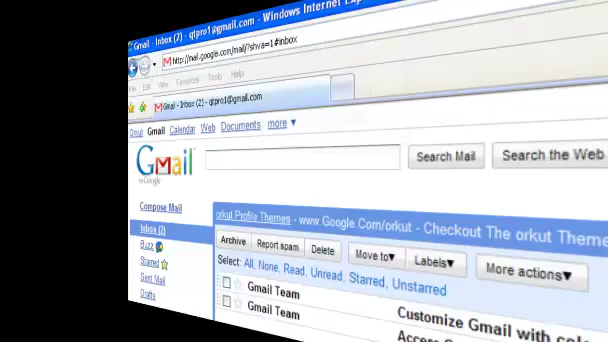 Gmail - Inbox (2) - qtpro1@gmail.com - Windows Internet Exp
http://mail.google.com/mail/?shva=1#inbox
File Edit View Favorites Tools Help
Gmail - Inbox (2) - qtpro1@gmail.com
Orkut Gmail Calendar Web Documents more ▼
Gmail
by Google
Search Mail Search the Web
Compose Mail
Inbox (2)
Buzz
Starred
Sent Mail
Drafts
orkut Profile Themes - www.Google.Com/orkut - Checkout The orkut Theme
Archive Report spam Delete Move to▼ Labels▼ More actions▼
Select: All, None, Read, Unread, Starred, Unstarred
Gmail Team Customize Gmail with
Gmail Team